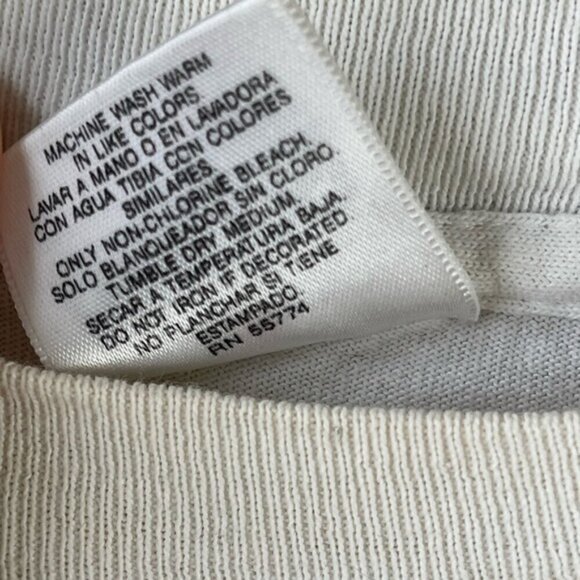 MACHINE WASH WARM
IN LIKE COLORS
LAVAR A MANO O EN LAVADORA
CON AGUA TIBIA CON COLORES
SIMILARES
ONLY NON-CHLORINE BLEACH.
SOLO BLANQUEADOR SIN CLORO.
TUMBLE DRY MEDIUM.
SECAR A TEMPERATURA BAJA.
DO NOT IRON IF DECORATED.
NO PLANCHAR SI TIENE
ESTAMPADO
RN 55774